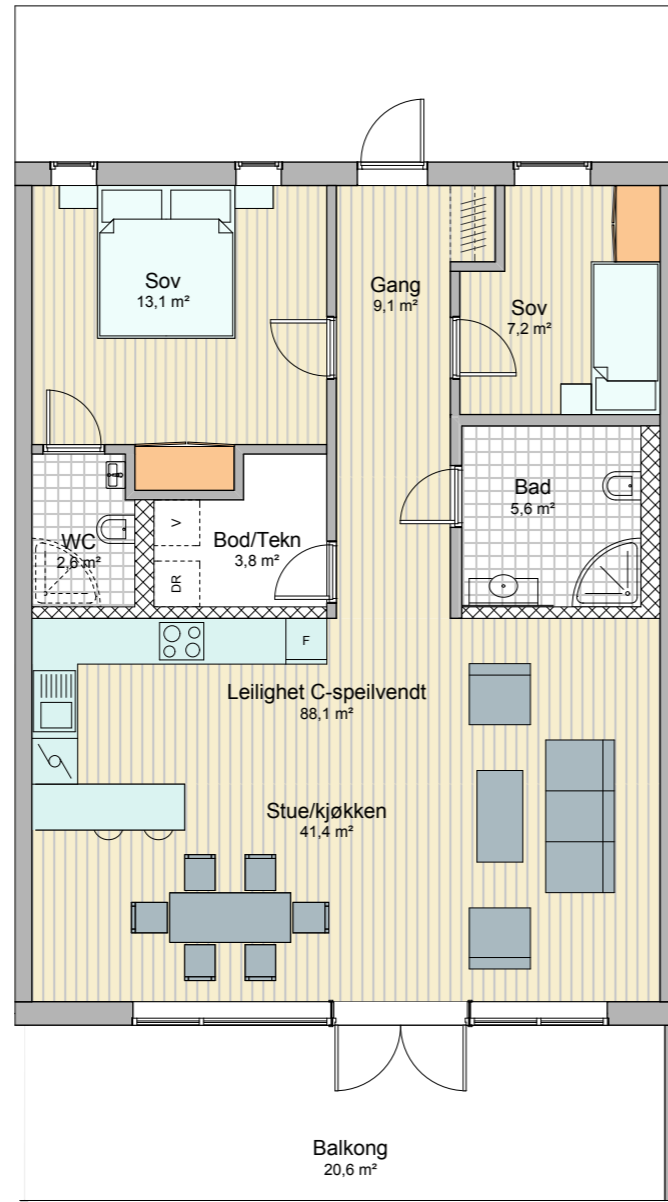 Sov
13,1 m²
Gang
9,1 m²
Sov
7,2 m²
Bad
5,6 m²
WC
2,6 m²
V
DR
Bod/Tekn
3,8 m²
F
Leilighet C-speilvendt
88,1 m²
Stue/kjøkken
41,4 m²
Balkong
20,6 m²